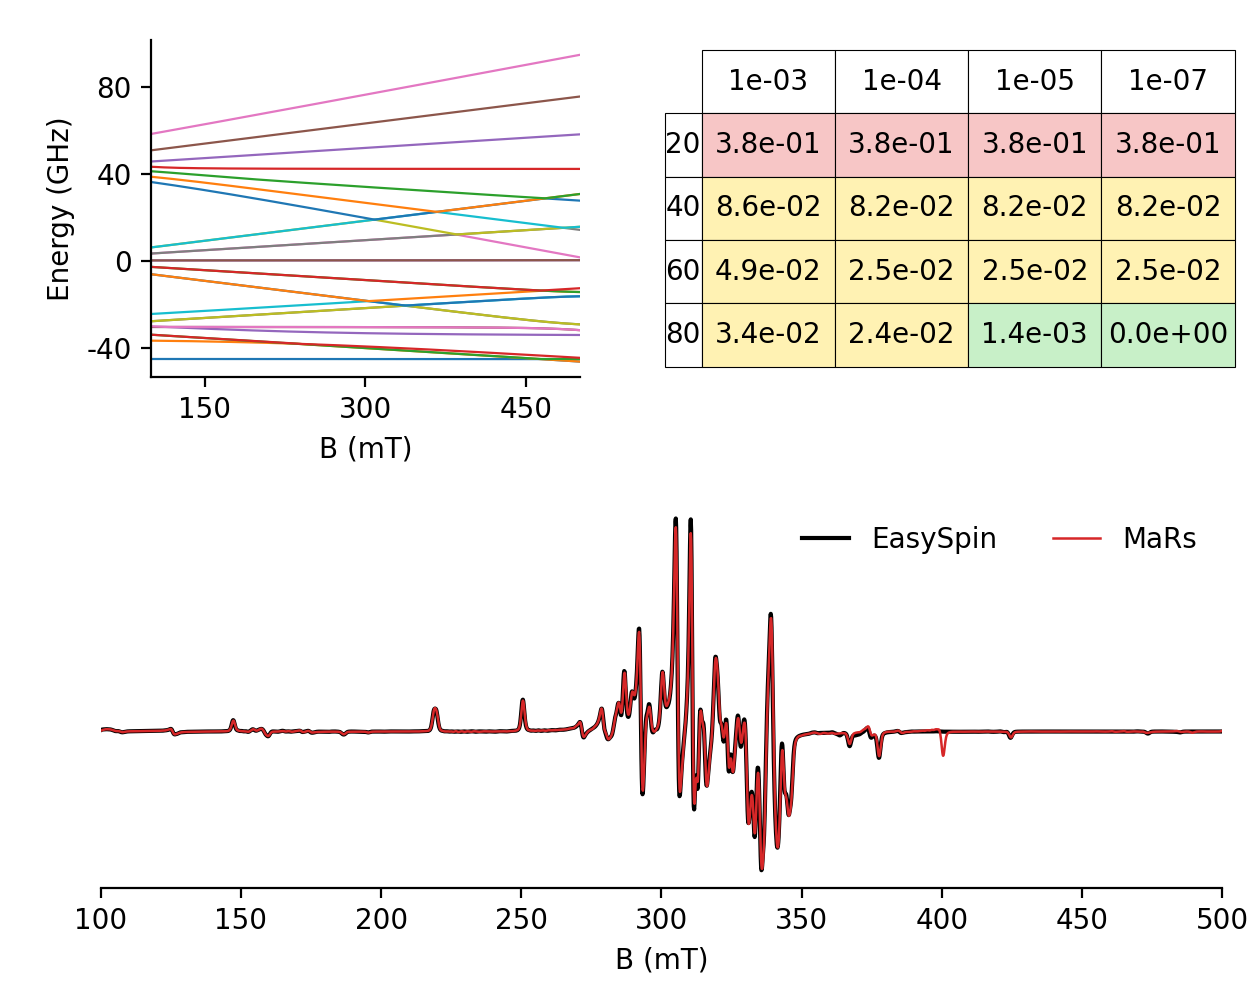 80
40
0
-40
Energy (GHz)
150 300 450
B (mT)
1e-03 1e-04 1e-05 1e-07
20 3.8e-01 3.8e-01 3.8e-01 3.8e-01
40 8.6e-02 8.2e-02 8.2e-02 8.2e-02
60 4.9e-02 2.5e-02 2.5e-02 2.5e-02
80 3.4e-02 2.4e-02 1.4e-03 0.0e+00
EasySpin MaRs
100 150 200 250 300 350 400 450 500
B (mT)